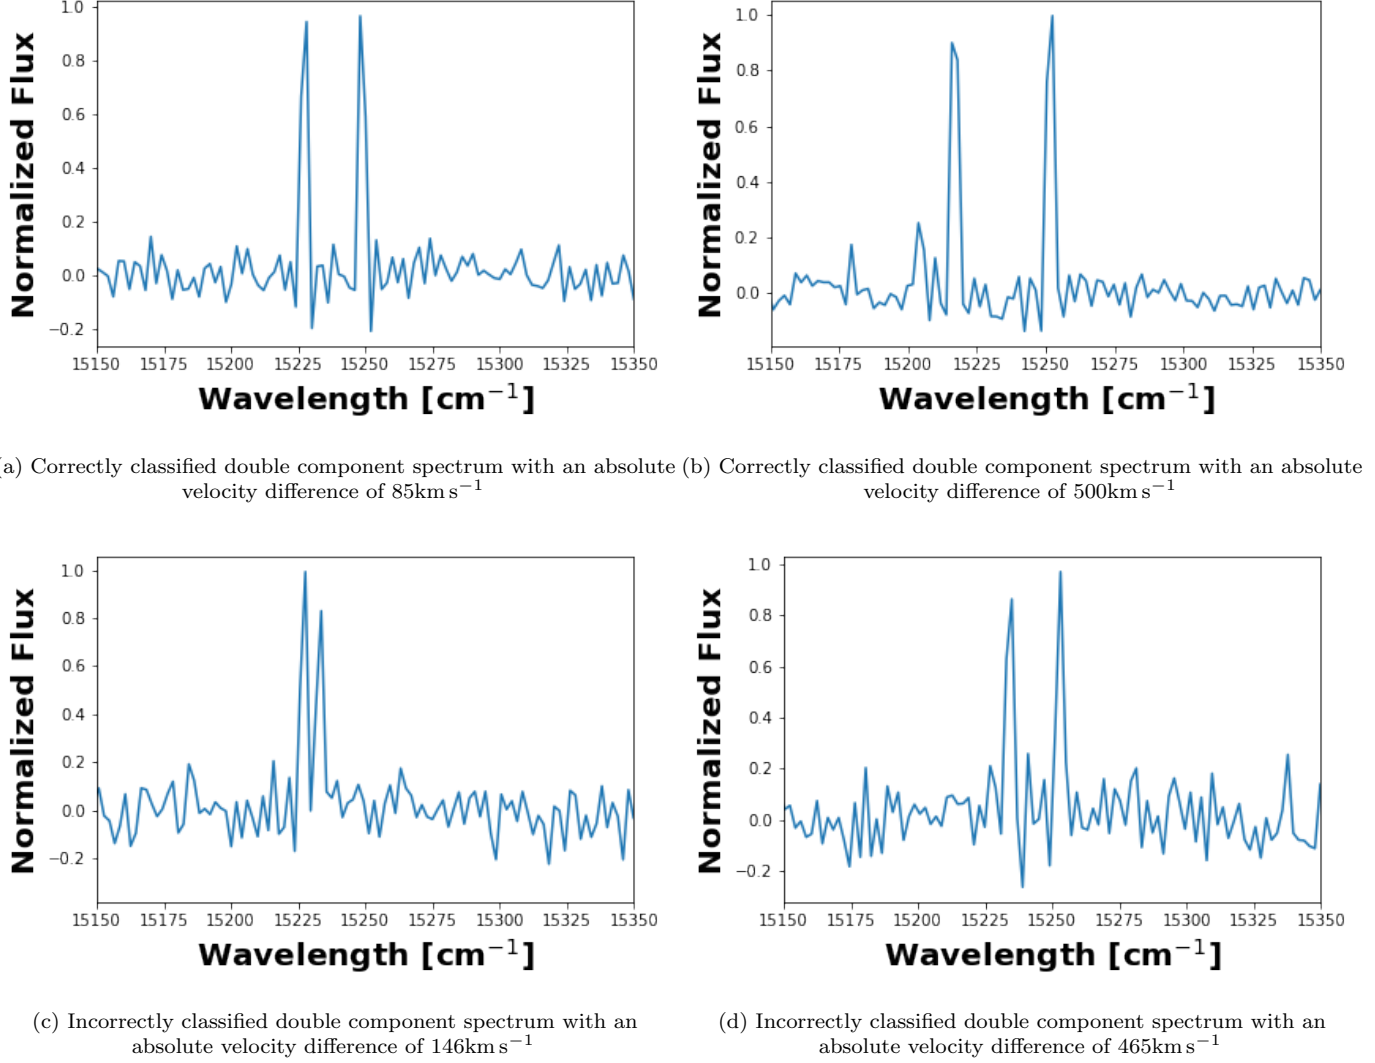 1.0
0.8
0.6
0.4
0.2
0.0
−0.2
Normalized Flux
15150 15175 15200 15225 15250 15275 15300 15325 15350
Wavelength [cm⁻¹]
1.0
0.8
0.6
0.4
0.2
0.0
Normalized Flux
15150 15175 15200 15225 15250 15275 15300 15325 15350
Wavelength [cm⁻¹]
a) Correctly classified double component spectrum with an absolute
velocity difference of 85km s⁻¹
(b) Correctly classified double component spectrum with an absolute
velocity difference of 500km s⁻¹
1.0
0.8
0.6
0.4
0.2
0.0
−0.2
Normalized Flux
15150 15175 15200 15225 15250 15275 15300 15325 15350
Wavelength [cm⁻¹]
1.0
0.8
0.6
0.4
0.2
0.0
−0.2
Normalized Flux
15150 15175 15200 15225 15250 15275 15300 15325 15350
Wavelength [cm⁻¹]
(c) Incorrectly classified double component spectrum with an
absolute velocity difference of 146km s⁻¹
(d) Incorrectly classified double component spectrum with an
absolute velocity difference of 465km s⁻¹